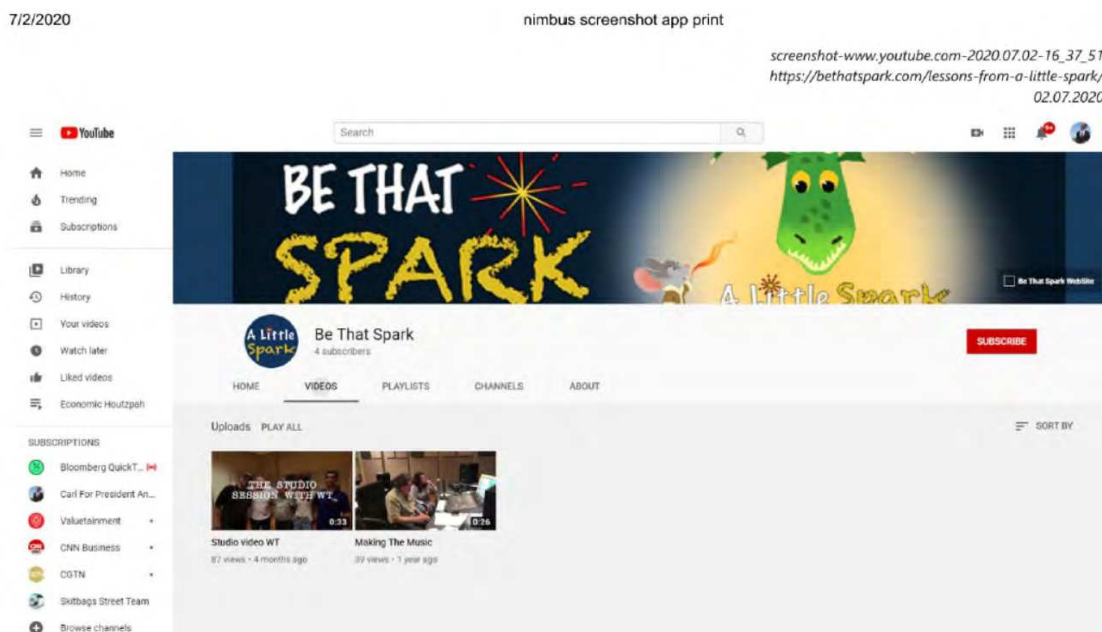 7/2/2020 nimbus screenshot app print
screenshot-www.youtube.com-2020.07.02-16_37_51
https://bethatspark.com/lessons-from-a-little-spark/
02.07.2020
YouTube
Search
9+
Home
Trending
Subscriptions
Library
History
Your videos
Watch later
Liked videos
Economic Houtzpah
SUBSCRIPTIONS
Bloomberg QuickT...
Carl For President An...
Valuetainment
CNN Business
CGTN
Skitbags Street Team
Browse channels
BE THAT
SPARK
A Little Spark
Be That Spark WebSite
A Little
Spark
Be That Spark
4 subscribers
SUBSCRIBE
HOME VIDEOS PLAYLISTS CHANNELS ABOUT
Uploads PLAY ALL
SORT BY
THE STUDIO
SESSION WITH WT
0:33
Studio video WT
87 views • 4 months ago
0:26
Making The Music
39 views • 1 year ago